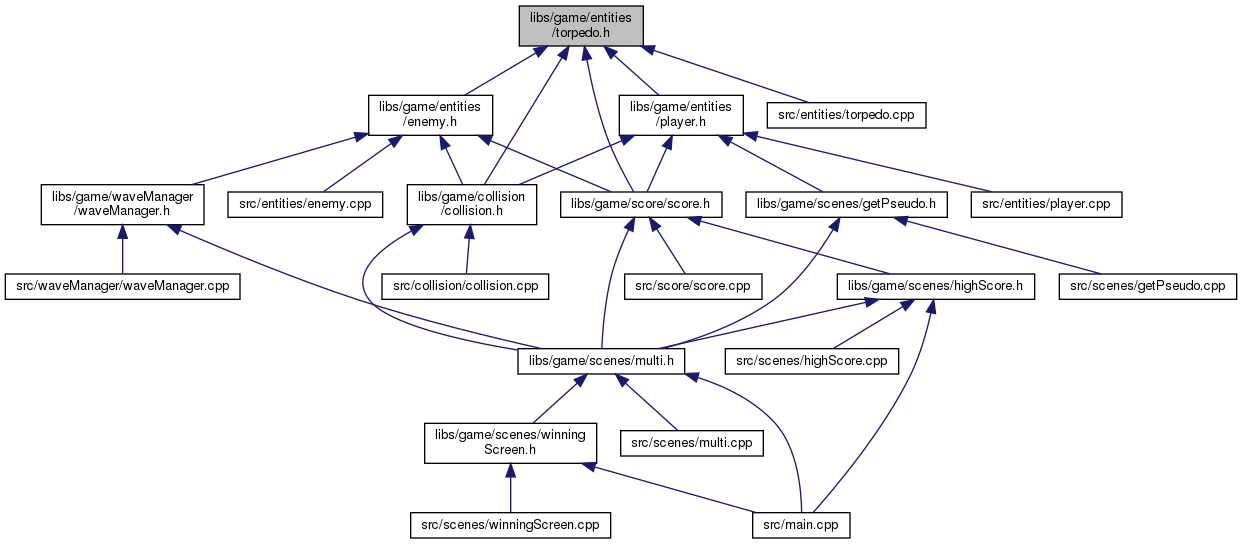 libs/game/entities
/torpedo.h
libs/game/entities
/enemy.h
libs/game/entities
/player.h
src/entities/torpedo.cpp
libs/game/waveManager
/waveManager.h
src/entities/enemy.cpp
libs/game/collision
/collision.h
libs/game/score/score.h
libs/game/scenes/getPseudo.h
src/entities/player.cpp
src/waveManager/waveManager.cpp
src/collision/collision.cpp
src/score/score.cpp
libs/game/scenes/highScore.h
src/scenes/getPseudo.cpp
libs/game/scenes/multi.h
src/scenes/highScore.cpp
libs/game/scenes/winning
Screen.h
src/scenes/multi.cpp
src/scenes/winningScreen.cpp
src/main.cpp